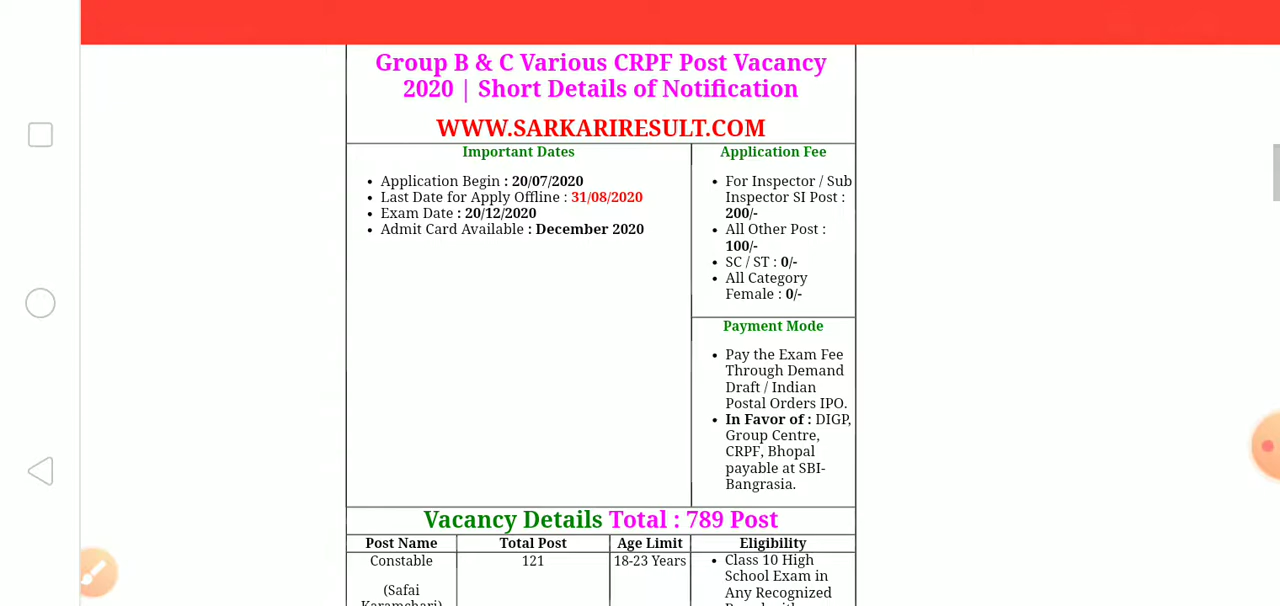 Group B & C Various CRPF Post Vacancy
2020 | Short Details of Notification
WWW.SARKARIRESULT.COM
Important Dates
• Application Begin : 20/07/2020
• Last Date for Apply Offline : 31/08/2020
• Exam Date : 20/12/2020
• Admit Card Available : December 2020
Application Fee
• For Inspector / Sub
Inspector SI Post :
200/-
• All Other Post :
100/-
• SC / ST : 0/-
• All Category
Female : 0/-
Payment Mode
• Pay the Exam Fee
Through Demand
Draft / Indian
Postal Orders IPO.
• In Favor of : DIGP,
Group Centre,
CRPF, Bhopal
payable at SBI-
Bangrasia.
Vacancy Details Total : 789 Post
Post Name Total Post Age Limit Eligibility
Constable 121 18-23 Years
(Safai
Karamchari)
• Class 10 High
School Exam in
Any Recognized